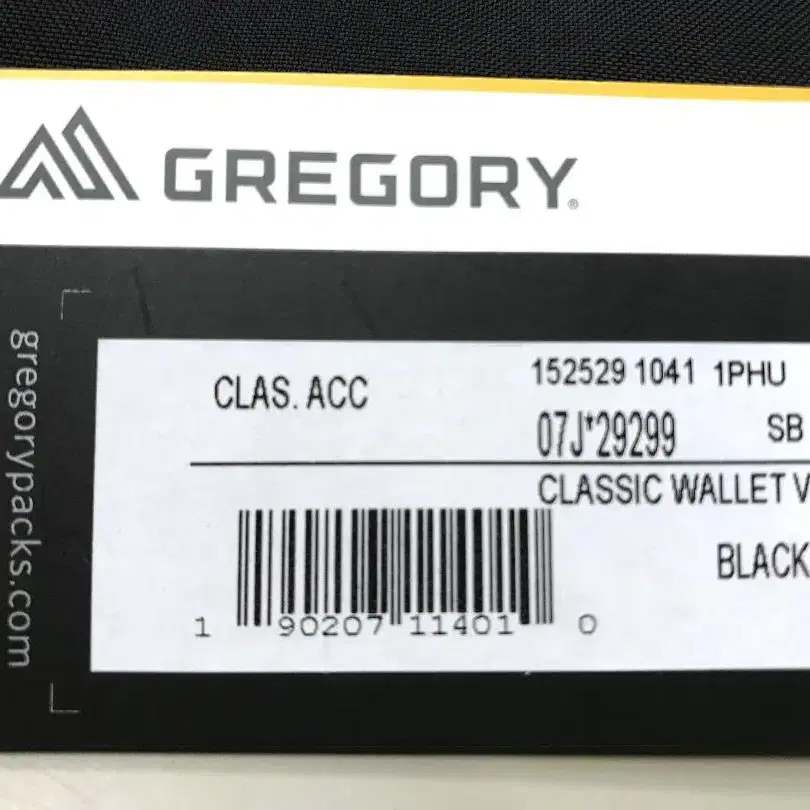 GREGORY®
gregorypacks.com
CLAS. ACC
152529 1041 1PHU
07J*29299 SB
CLASSIC WALLET V
BLACK
1 90207 11401 0